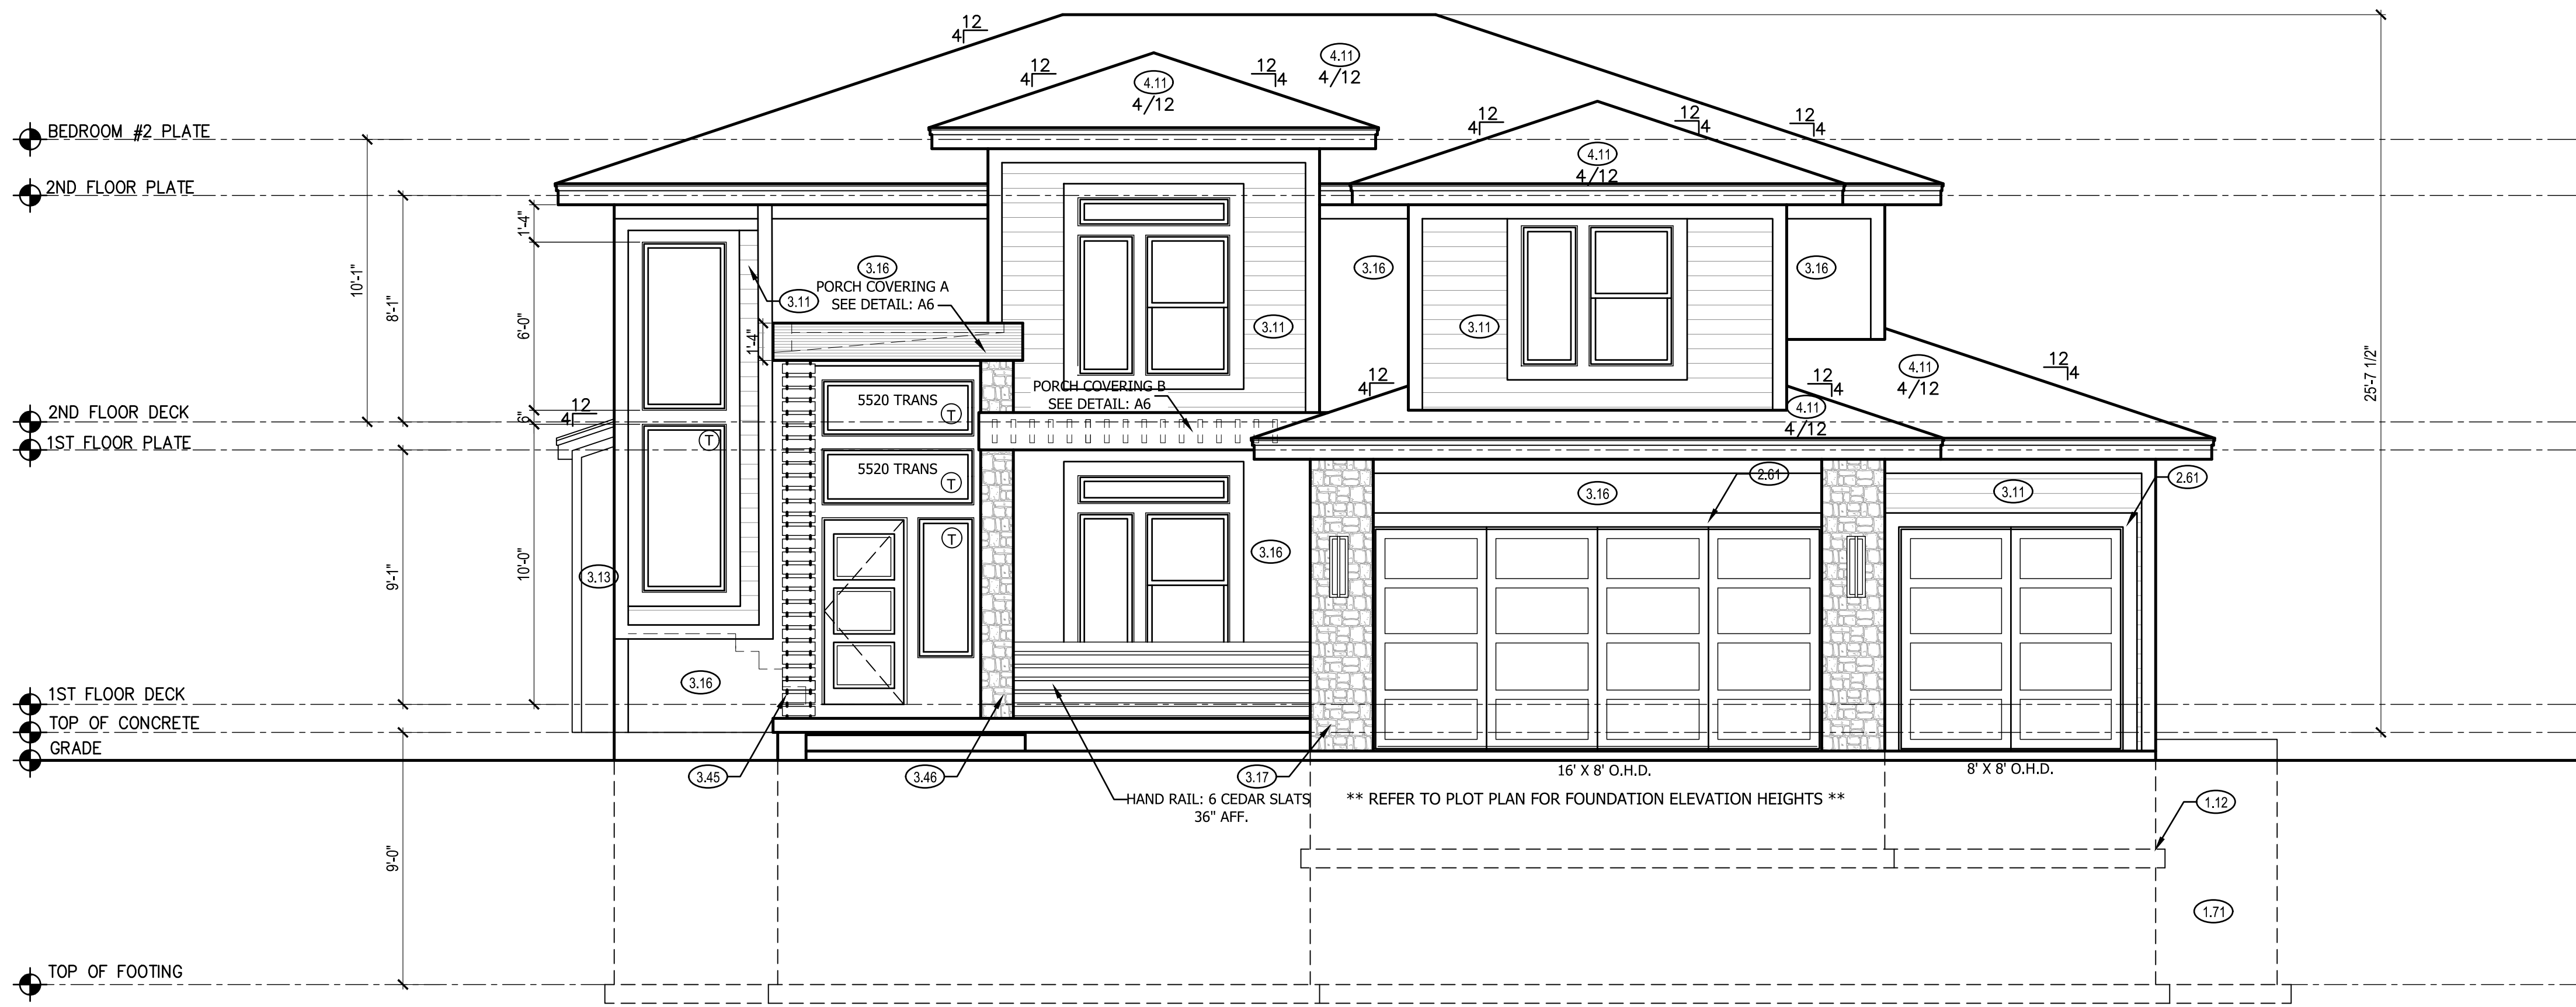 12
4
12
4
12
4
4.11
4/12
4.11
4/12
12
4
12
4
12
4
4.11
4/12
BEDROOM #2 PLATE
2ND FLOOR PLATE
1'-4"
10'-1"
8'-1"
6'-0"
6"
3.16
PORCH COVERING A
SEE DETAIL: A6
3.11
1'-4"
3.11
3.16
3.11
3.16
25'-7 1/2"
12
4
12
4
12
4
4.11
4/12
4.11
4/12
PORCH COVERING B
SEE DETAIL: A6
5520 TRANS
T
2ND FLOOR DECK
12
4
1ST FLOOR PLATE
T
5520 TRANS
T
T
9'-1"
10'-0"
3.13
3.16
3.16
2.61
3.11
2.61
3.16
1ST FLOOR DECK
TOP OF CONCRETE
GRADE
3.45
3.46
3.17
16' X 8' O.H.D.
8' X 8' O.H.D.
HAND RAIL: 6 CEDAR SLATS
36" AFF.
** REFER TO PLOT PLAN FOR FOUNDATION ELEVATION HEIGHTS **
1.12
9'-0"
1.71
TOP OF FOOTING